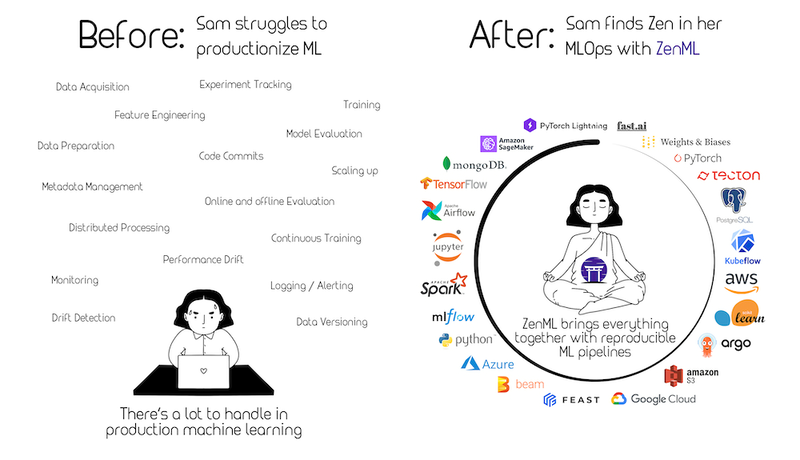 Before: Sam struggles to
productionize ML
Data Acquisition
Experiment Tracking
Training
Feature Engineering
Model Evaluation
Data Preparation
Code Commits
Scaling up
Metadata Management
Online and offline Evaluation
Distributed Processing
Continuous Training
Performance Drift
Monitoring
Logging / Alerting
Drift Detection
Data Versioning
There's a lot to handle in
production machine learning
After: Sam finds Zen in her
MLOps with ZenML
PyTorch Lightning
fast.ai
Amazon
SageMaker
Weights & Biases
mongoDB
PyTorch
TensorFlow
TECTON
Apache
Airflow
PostgreSQL
jupyter
Kubeflow
APACHE
Spark
aws
mlflow
learn
python
argo
Azure
amazon
S3
beam
FEAST
Google Cloud
ZenML brings everything
together with reproducible
ML pipelines